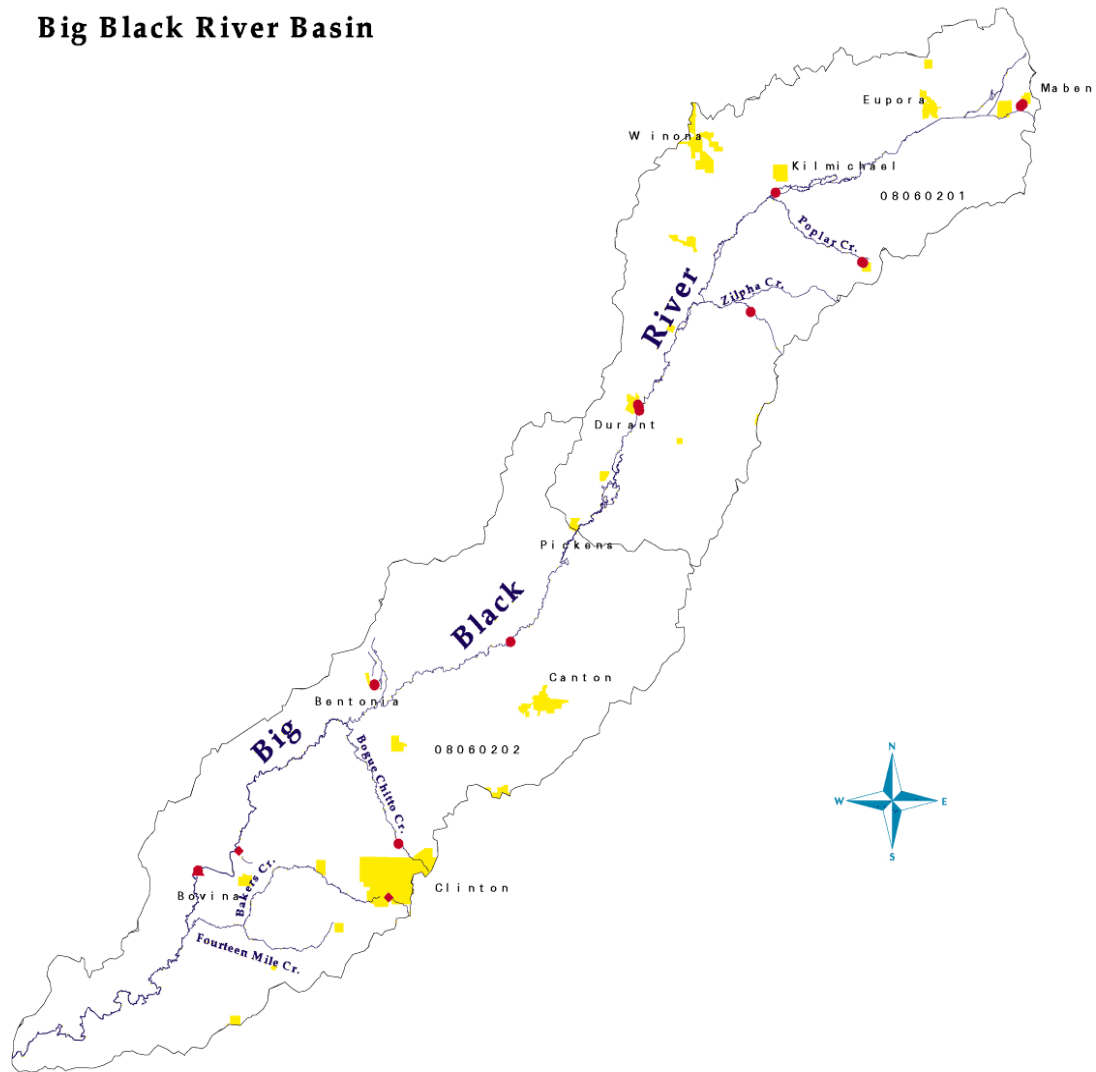 Big Black River Basin
Maben
Eupora
Winona
Kilmichael
08060201
Poplar Cr.
Zilpha Cr.
River
Durant
Pickens
Black
Canton
Bentonia
Big
08060202
Bogue Chitto Cr.
N
W
E
S
Bakers Cr.
Clinton
Bovina
Fourteen Mile Cr.